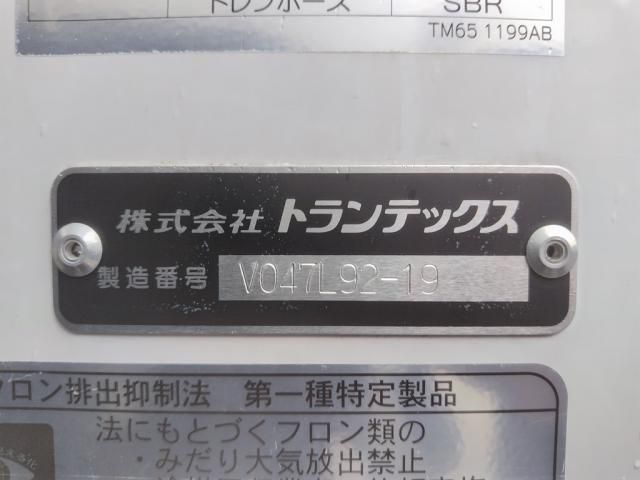 ドレンホース SBR
TM65 1199AB
株式会社 トランテックス
製造番号 V047L92-19
フロン排出抑制法 第一種特定製品
法にもとづくフロン類の
・みだり大気放出禁止